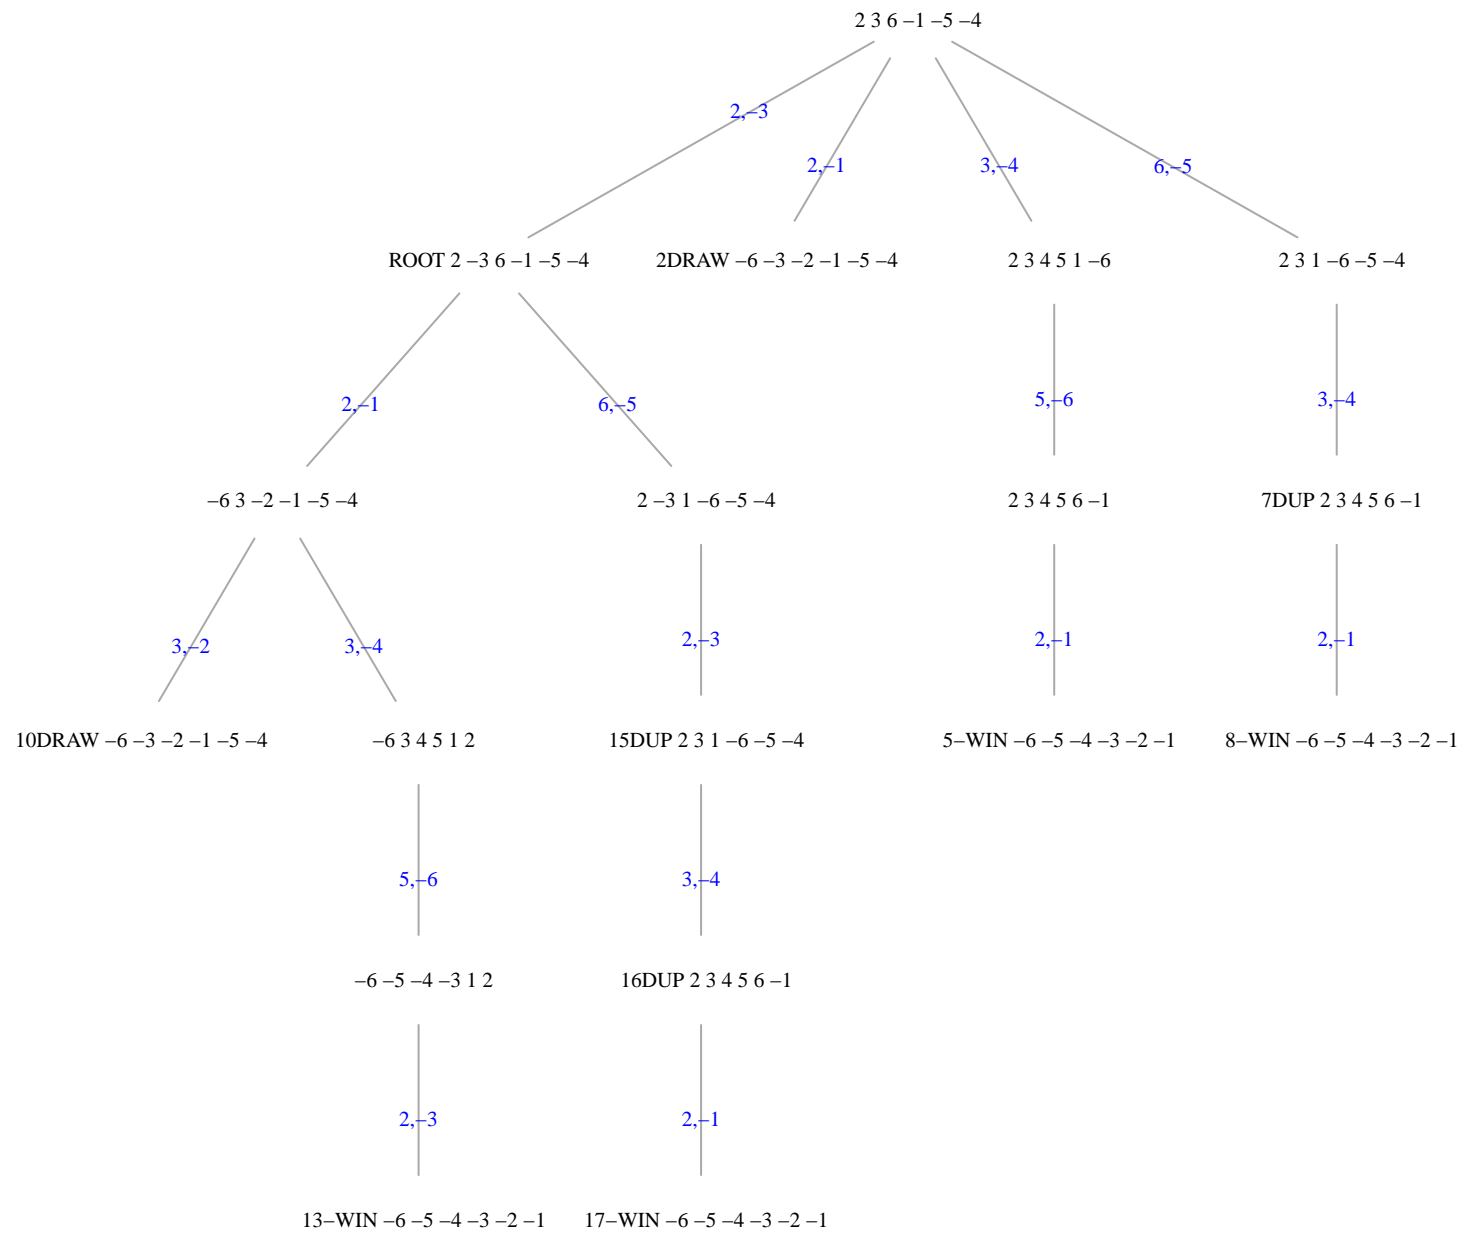 2 3 6 –1 –5 –4
2,–3
2,–1
3,–4
6,–5
ROOT 2 –3 6 –1 –5 –4
2DRAW –6 –3 –2 –1 –5 –4
2 3 4 5 1 –6
2 3 1 –6 –5 –4
2,–1
6,–5
5,–6
3,–4
–6 3 –2 –1 –5 –4
2 –3 1 –6 –5 –4
2 3 4 5 6 –1
7DUP 2 3 4 5 6 –1
3,–2
3,–4
2,–3
2,–1
2,–1
10DRAW –6 –3 –2 –1 –5 –4
–6 3 4 5 1 2
15DUP 2 3 1 –6 –5 –4
5–WIN –6 –5 –4 –3 –2 –1
8–WIN –6 –5 –4 –3 –2 –1
5,–6
3,–4
–6 –5 –4 –3 1 2
16DUP 2 3 4 5 6 –1
2,–3
2,–1
13–WIN –6 –5 –4 –3 –2 –1
17–WIN –6 –5 –4 –3 –2 –1